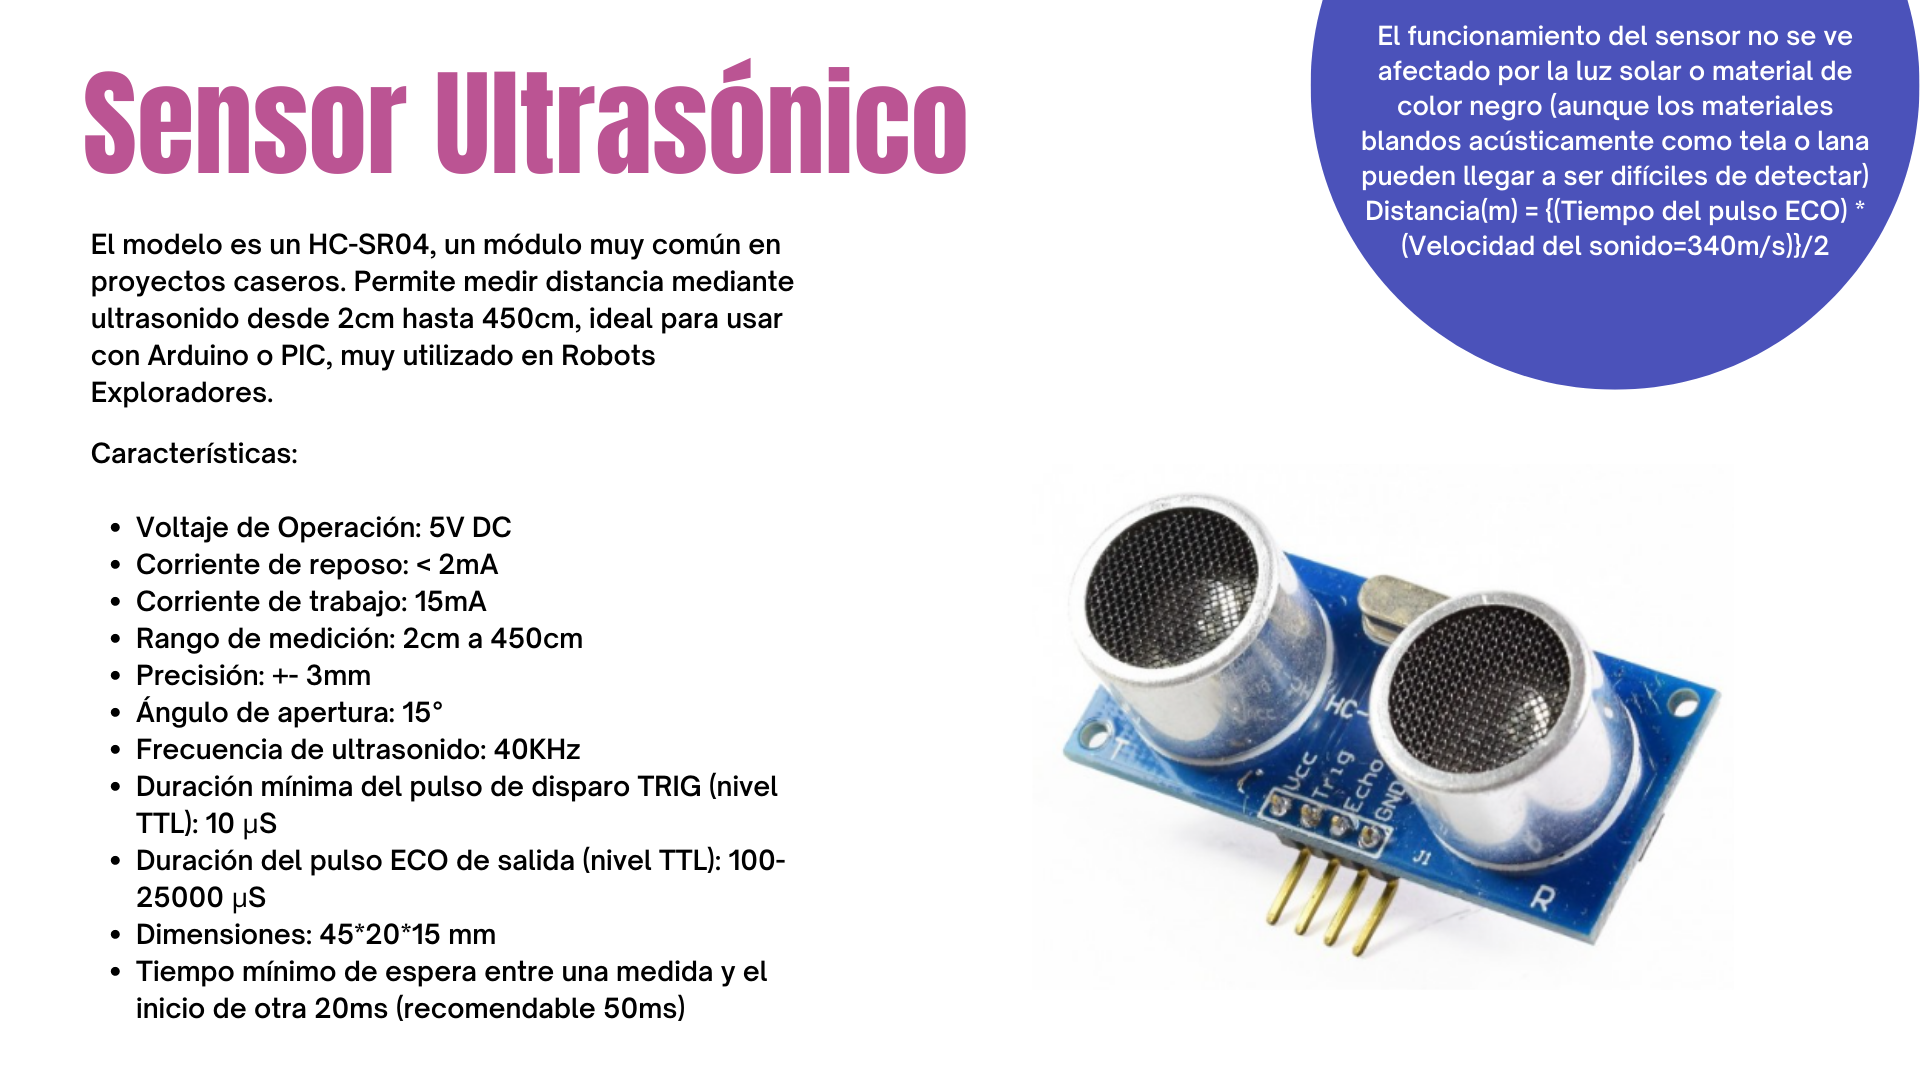 Sensor Ultrasónico
El funcionamiento del sensor no se ve
afectado por la luz solar o material de
color negro (aunque los materiales
blandos acústicamente como tela o lana
pueden llegar a ser difíciles de detectar)
Distancia(m) = {(Tiempo del pulso ECO) *
(Velocidad del sonido=340m/s)}/2
El modelo es un HC-SR04, un módulo muy común en
proyectos caseros. Permite medir distancia mediante
ultrasonido desde 2cm hasta 450cm, ideal para usar
con Arduino o PIC, muy utilizado en Robots
Exploradores.
Características:
• Voltaje de Operación: 5V DC
• Corriente de reposo: < 2mA
• Corriente de trabajo: 15mA
• Rango de medición: 2cm a 450cm
• Precisión: +- 3mm
• Ángulo de apertura: 15°
• Frecuencia de ultrasonido: 40KHz
• Duración mínima del pulso de disparo TRIG (nivel
TTL): 10 μS
• Duración del pulso ECO de salida (nivel TTL): 100-
25000 μS
• Dimensiones: 45*20*15 mm
• Tiempo mínimo de espera entre una medida y el
inicio de otra 20ms (recomendable 50ms)
HC-
T
Vcc
Trig
Echo
GND
J1
R